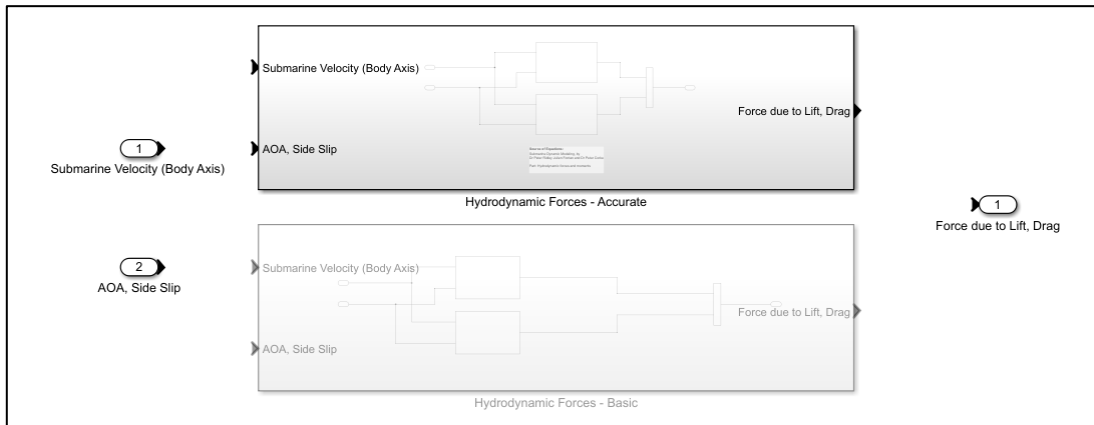 Submarine Velocity (Body Axis)
AOA, Side Slip
Force due to Lift, Drag
Hydrodynamic Forces - Accurate
1
Submarine Velocity (Body Axis)
2
AOA, Side Slip
1
Force due to Lift, Drag
Submarine Velocity (Body Axis)
AOA, Side Slip
Force due to Lift, Drag
Hydrodynamic Forces - Basic